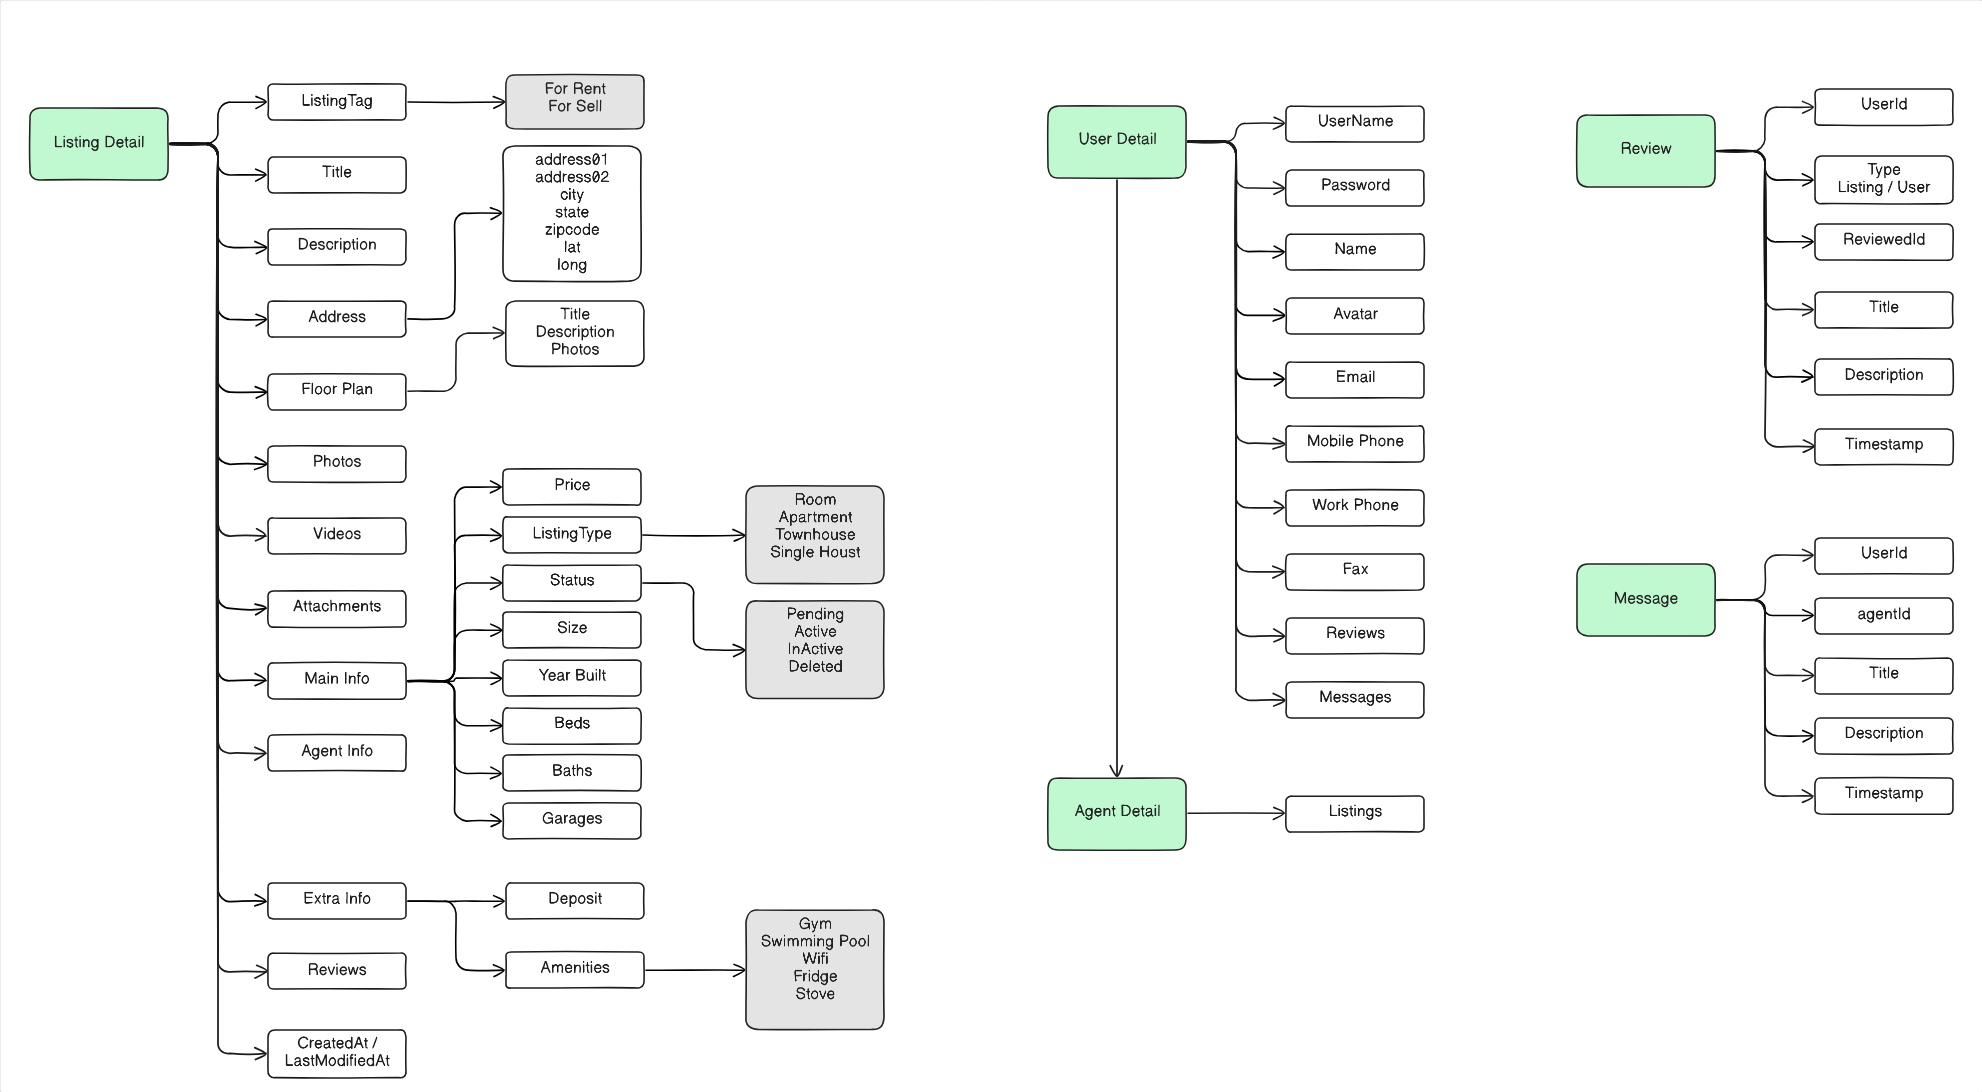 Listing Detail
ListingTag
For Rent
For Sell
Title
Description
Address
address01
address02
city
state
zipcode
lat
long
Floor Plan
Title
Description
Photos
Photos
Videos
Attachments
Main Info
Price
ListingType
Room
Apartment
Townhouse
Single Houst
Status
Pending
Active
InActive
Deleted
Size
Year Built
Beds
Baths
Garages
Agent Info
Extra Info
Deposit
Amenities
Gym
Swimming Pool
Wifi
Fridge
Stove
Reviews
CreatedAt /
LastModifiedAt
User Detail
UserName
Password
Name
Avatar
Email
Mobile Phone
Work Phone
Fax
Reviews
Messages
Agent Detail
Listings
Review
UserId
Type
Listing / User
ReviewedId
Title
Description
Timestamp
Message
UserId
agentId
Title
Description
Timestamp